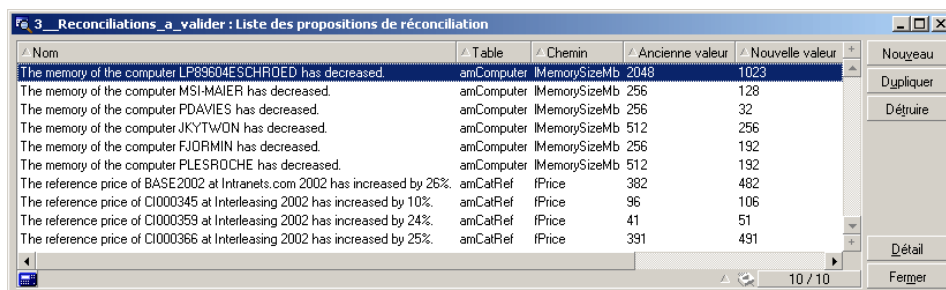 3__Reconciliations_a_valider : Liste des propositions de réconciliation
Nom Table Chemin Ancienne valeur Nouvelle valeur
The memory of the computer LP89604ESCHROED has decreased. amComputer lMemorySizeMb 2048 1023
The memory of the computer MSI-MAIER has decreased. amComputer lMemorySizeMb 256 128
The memory of the computer PDAVIES has decreased. amComputer lMemorySizeMb 256 32
The memory of the computer JKYTWON has decreased. amComputer lMemorySizeMb 512 256
The memory of the computer FJORMIN has decreased. amComputer lMemorySizeMb 256 192
The memory of the computer PLESROCHE has decreased. amComputer lMemorySizeMb 512 192
The reference price of BASE2002 at Intranets.com 2002 has increased by 26%. amCatRef fPrice 382 482
The reference price of CI000345 at Interleasing 2002 has increased by 10%. amCatRef fPrice 96 106
The reference price of CI000359 at Interleasing 2002 has increased by 24%. amCatRef fPrice 41 51
The reference price of CI000366 at Interleasing 2002 has increased by 25%. amCatRef fPrice 391 491
10 / 10
Nouveau
Dupliquer
Détruire
Détail
Fermer